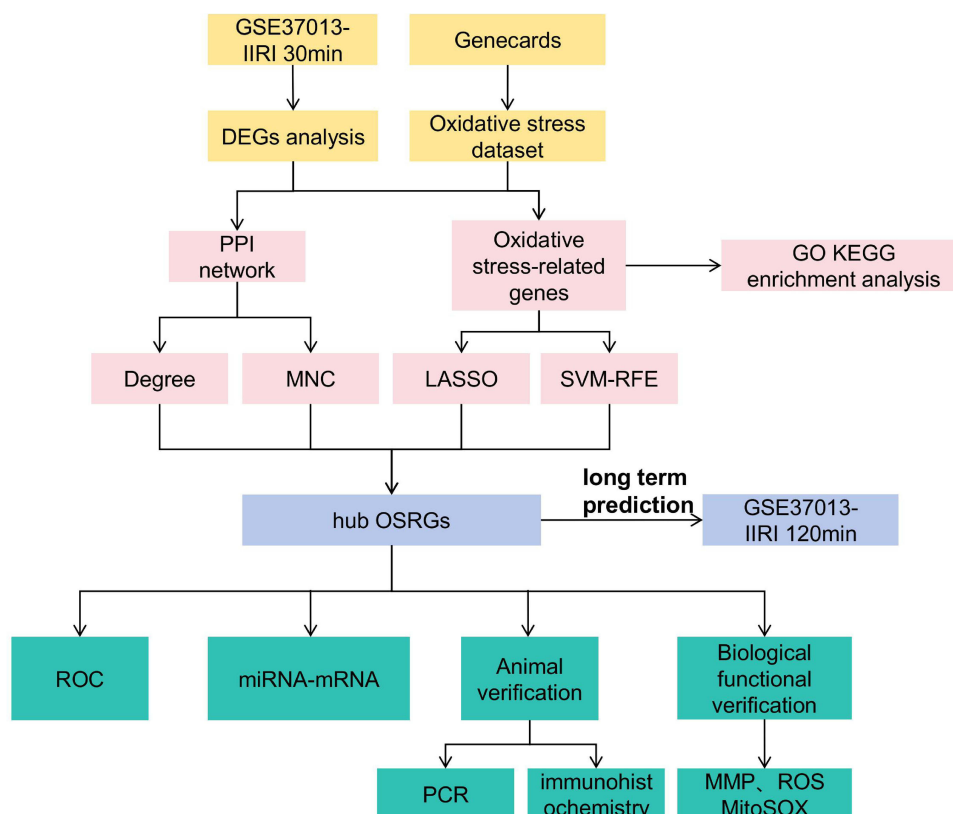 GSE37013-
IIRI 30min
Genecards
DEGs analysis
Oxidative stress
dataset
PPI
network
Oxidative
stress-related
genes
GO KEGG
enrichment analysis
Degree
MNC
LASSO
SVM-RFE
long term
prediction
hub OSRGs
GSE37013-
IIRI 120min
ROC
miRNA-mRNA
Animal
verification
Biological
functional
verification
PCR
immunohist
ochemistry
MMP、ROS
MitoSOX